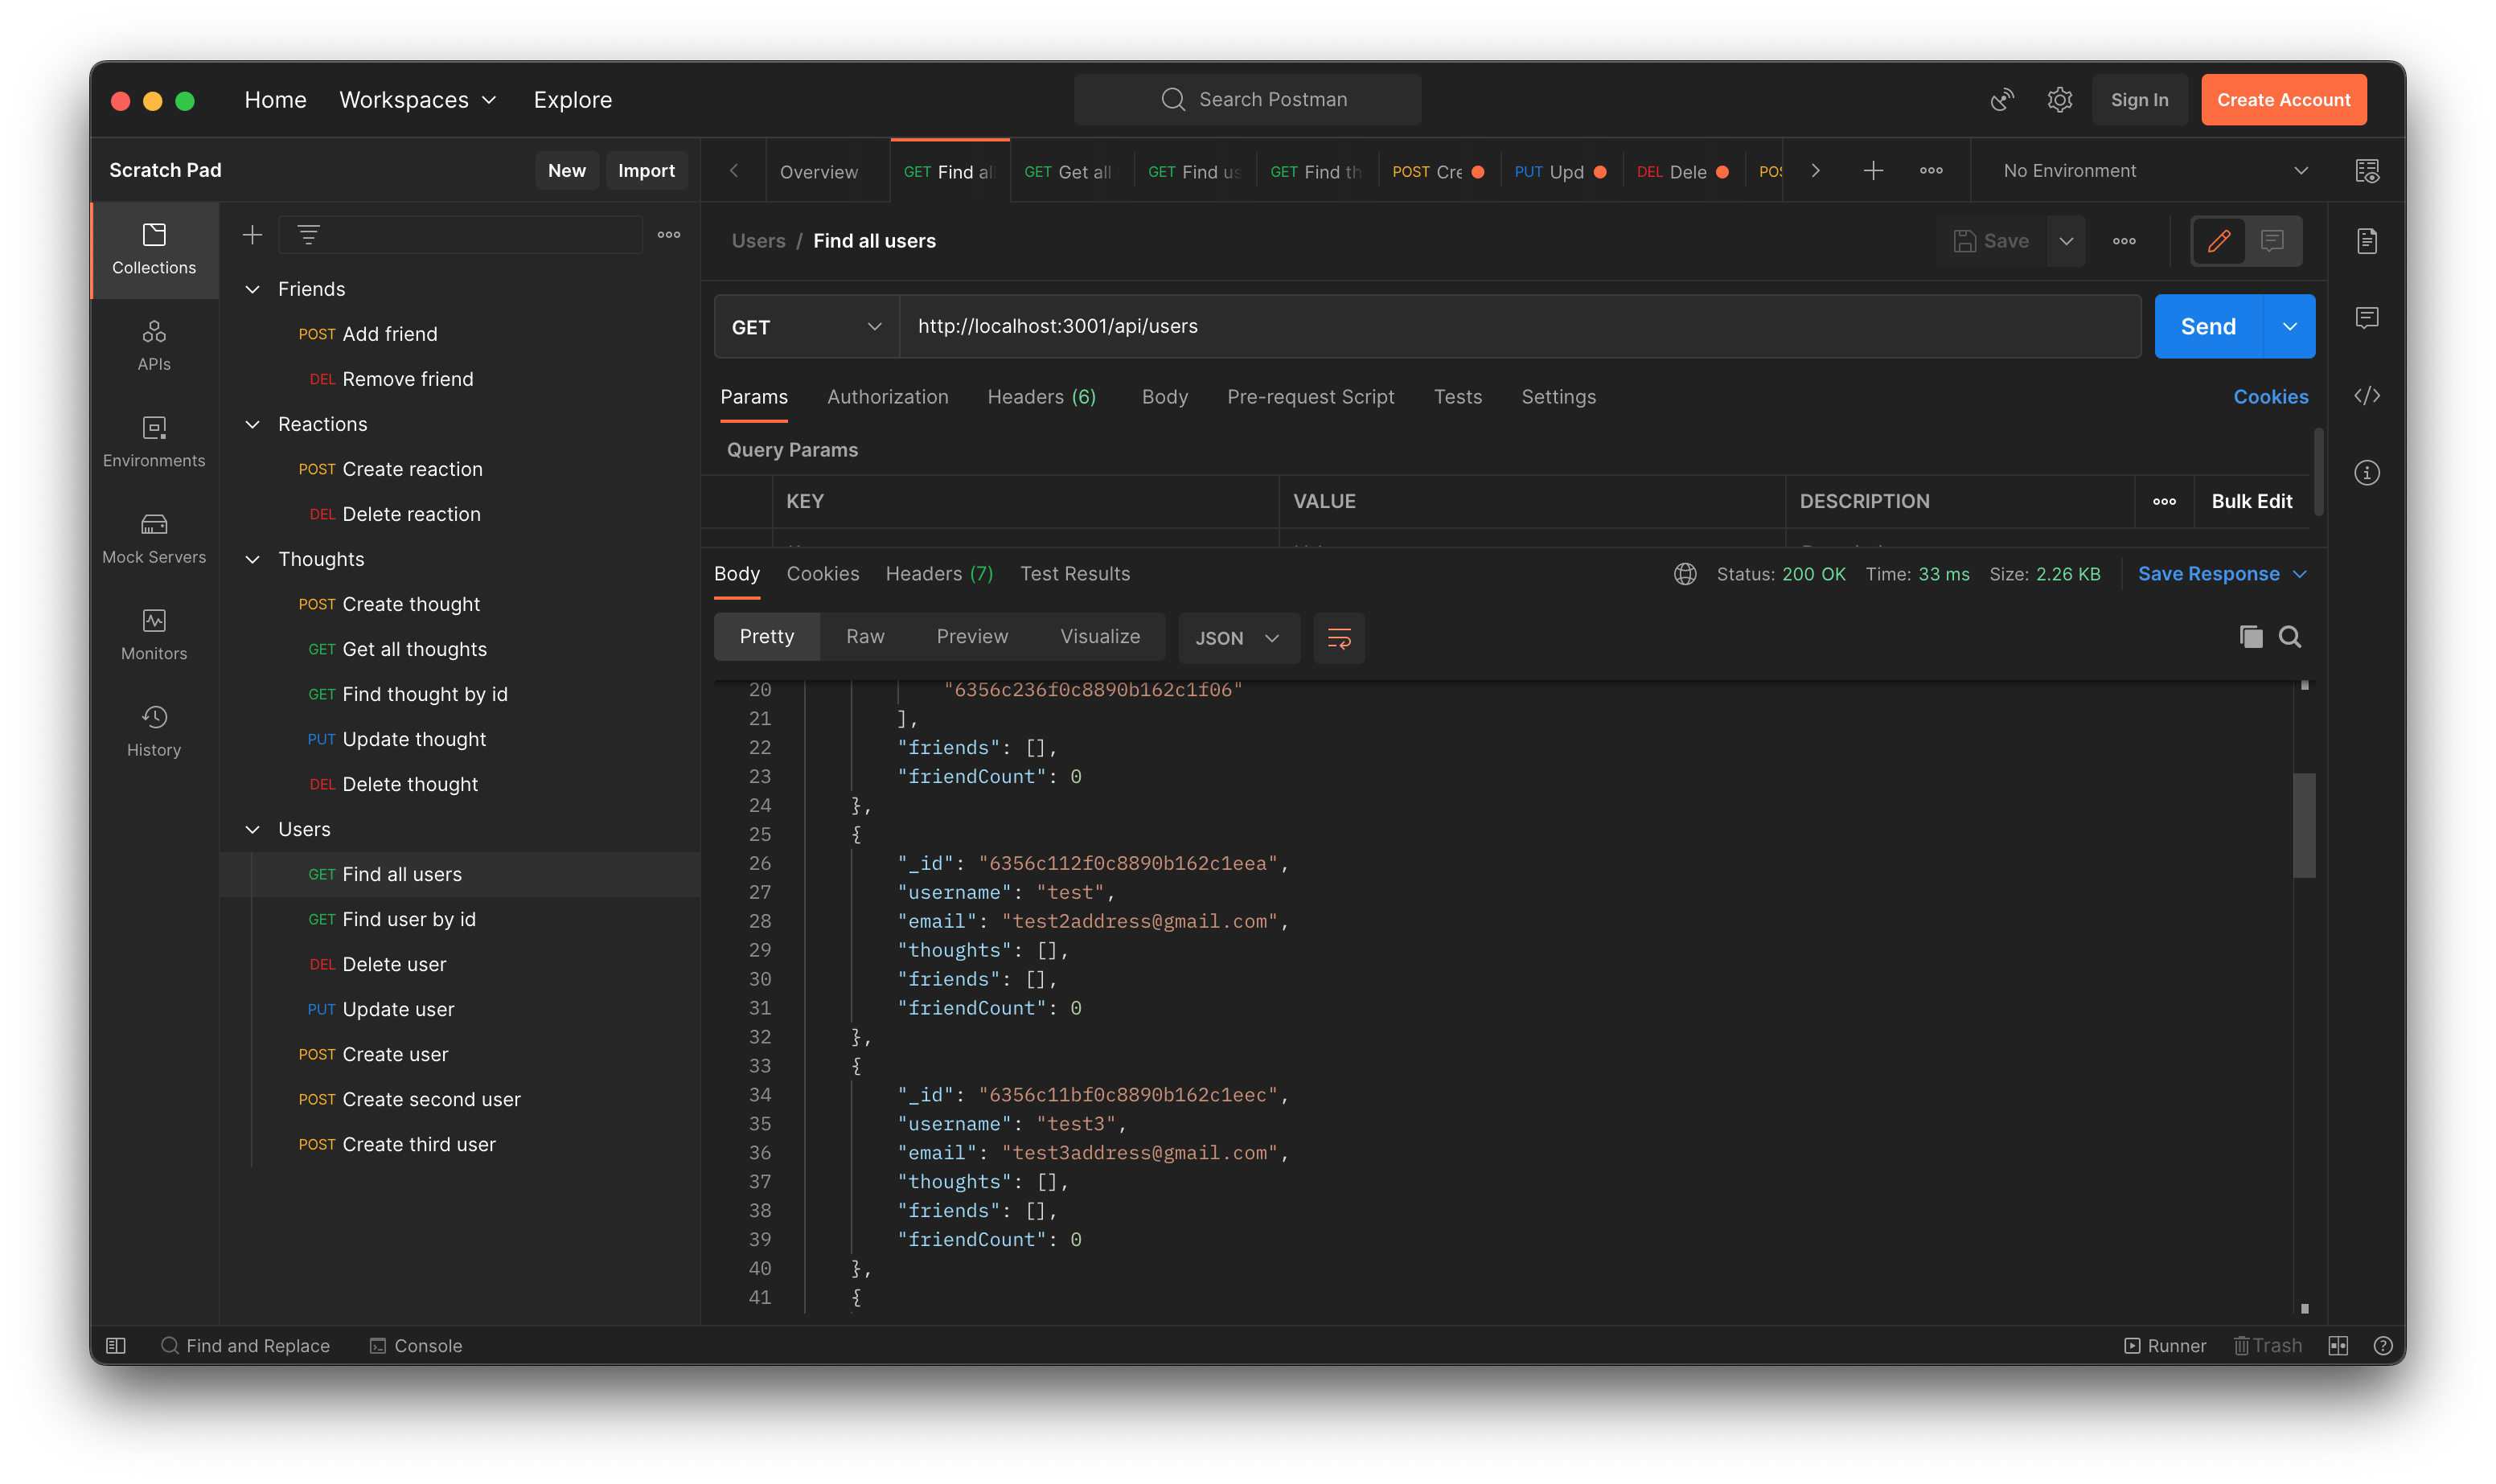 Home Workspaces Explore Search Postman Sign In Create Account
Scratch Pad New Import
Overview GET Find al GET Get all GET Find us GET Find th POST Cre PUT Upd DEL Dele POS
No Environment
Collections
APIs
Environments
Mock Servers
Monitors
History
Friends
POST Add friend
DEL Remove friend
Reactions
POST Create reaction
DEL Delete reaction
Thoughts
POST Create thought
GET Get all thoughts
GET Find thought by id
PUT Update thought
DEL Delete thought
Users
GET Find all users
GET Find user by id
DEL Delete user
PUT Update user
POST Create user
POST Create second user
POST Create third user
Users / Find all users Save
GET http://localhost:3001/api/users Send
Params Authorization Headers (6) Body Pre-request Script Tests Settings Cookies
Query Params
KEY VALUE DESCRIPTION Bulk Edit
Body Cookies Headers (7) Test Results Status: 200 OK Time: 33 ms Size: 2.26 KB Save Response
Pretty Raw Preview Visualize JSON
20 "6356c236f0c8890b162c1f06"
21 ],
22 "friends": [],
23 "friendCount": 0
24 },
25 {
26 "_id": "6356c112f0c8890b162c1eea",
27 "username": "test",
28 "email": "test2address@gmail.com",
29 "thoughts": [],
30 "friends": [],
31 "friendCount": 0
32 },
33 {
34 "_id": "6356c11bf0c8890b162c1eec",
35 "username": "test3",
36 "email": "test3address@gmail.com",
37 "thoughts": [],
38 "friends": [],
39 "friendCount": 0
40 },
41 {
Find and Replace Console Runner Trash